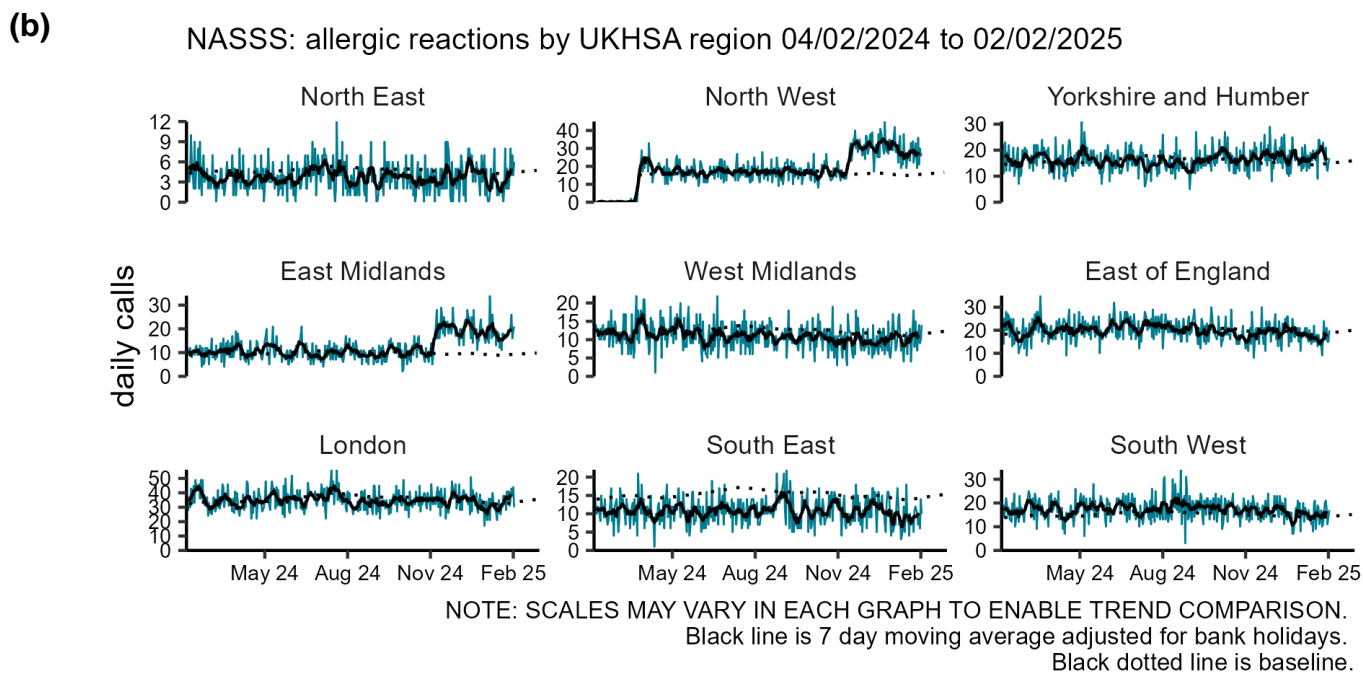 (b)
NASSS: allergic reactions by UKHSA region 04/02/2024 to 02/02/2025
North East
North West
Yorkshire and Humber
12
9
6
3
0
40
30
20
10
0
30
20
10
0
daily calls
East Midlands
West Midlands
East of England
30
20
10
0
20
15
10
5
0
30
20
10
0
London
South East
South West
50
40
30
20
10
0
20
15
10
5
0
30
20
10
0
May 24 Aug 24 Nov 24 Feb 25
May 24 Aug 24 Nov 24 Feb 25
May 24 Aug 24 Nov 24 Feb 25
NOTE: SCALES MAY VARY IN EACH GRAPH TO ENABLE TREND COMPARISON.
Black line is 7 day moving average adjusted for bank holidays.
Black dotted line is baseline.